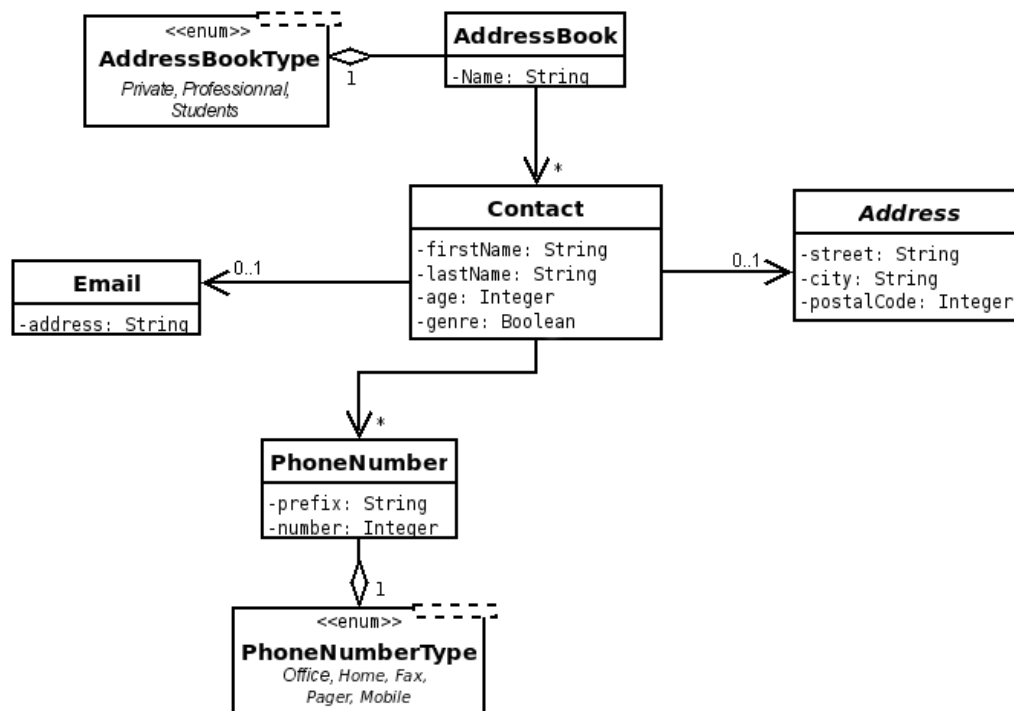 <<enum>>
AddressBookType
Private, Professionnal,
Students
1
AddressBook
-Name: String
*
Contact
-firstName: String
-lastName: String
-age: Integer
-genre: Boolean
0..1
Address
-street: String
-city: String
-postalCode: Integer
0..1
Email
-address: String
*
PhoneNumber
-prefix: String
-number: Integer
1
<<enum>>
PhoneNumberType
Office, Home, Fax,
Pager, Mobile